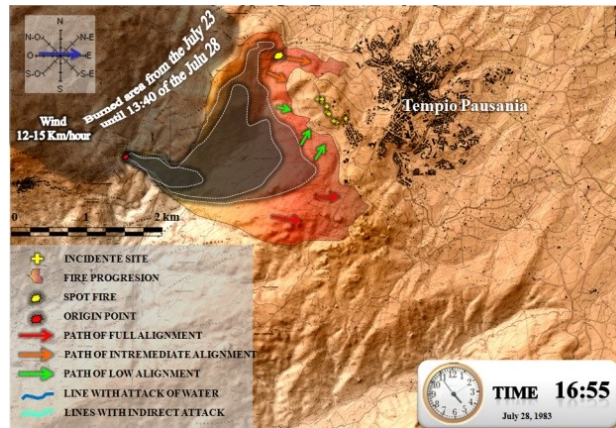 N
N-O
N-E
O
E
S-O
S-E
S
Wind
12-15 Km/hour
Burned area from the July 23
until 13:40 of the Julu 28
Tempio Pausania
0 1 2 km
INCIDENTE SITE
FIRE PROGRESION
SPOT FIRE
ORIGIN POINT
PATH OF FULL ALIGNMENT
PATH OF INTREMEDIATE ALIGNMENT
PATH OF LOW ALIGNMENT
LINE WITH ATTACK OF WATER
LINES WITH INDIRECT ATTACK
TIME 16:55
July 28, 1983